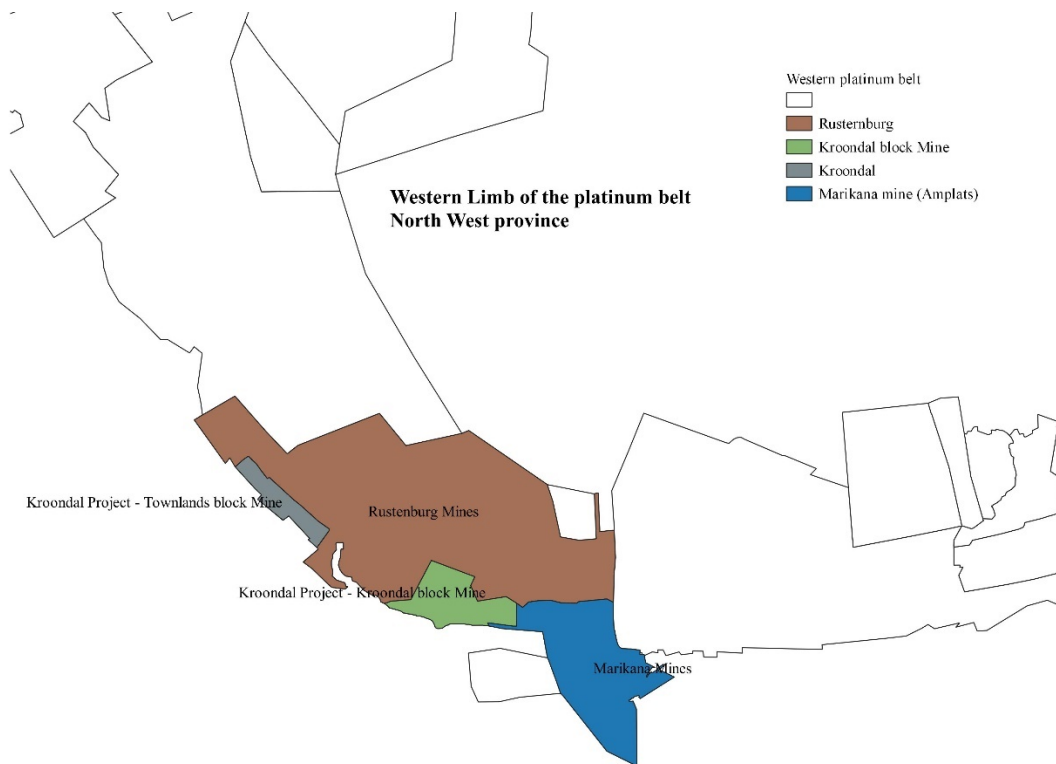 Western platinum belt
Rusternburg
Kroondal block Mine
Kroondal
Marikana mine (Amplats)
Western Limb of the platinum belt
North West province
Kroondal Project - Townlands block Mine
Rustenburg Mines
Kroondal Project - Kroondal block Mine
Marikana Mines